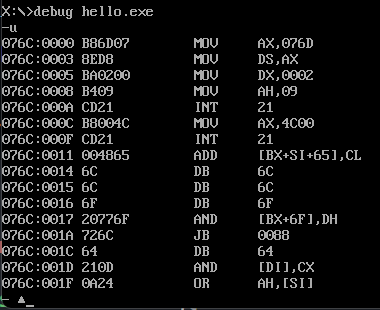 X:\>debug hello.exe
-u
076C:0000 B86D07 MOV AX,076D
076C:0003 8ED8 MOV DS,AX
076C:0005 BA0200 MOV DX,0002
076C:0008 B409 MOV AH,09
076C:000A CD21 INT 21
076C:000C B8004C MOV AX,4C00
076C:000F CD21 INT 21
076C:0011 004865 ADD [BX+SI+65],CL
076C:0014 6C DB 6C
076C:0015 6C DB 6C
076C:0016 6F DB 6F
076C:0017 20776F AND [BX+6F],DH
076C:001A 726C JB 0088
076C:001C 64 DB 64
076C:001D 210D AND [DI],CX
076C:001F 0A24 OR AH,[SI]
- ▲_